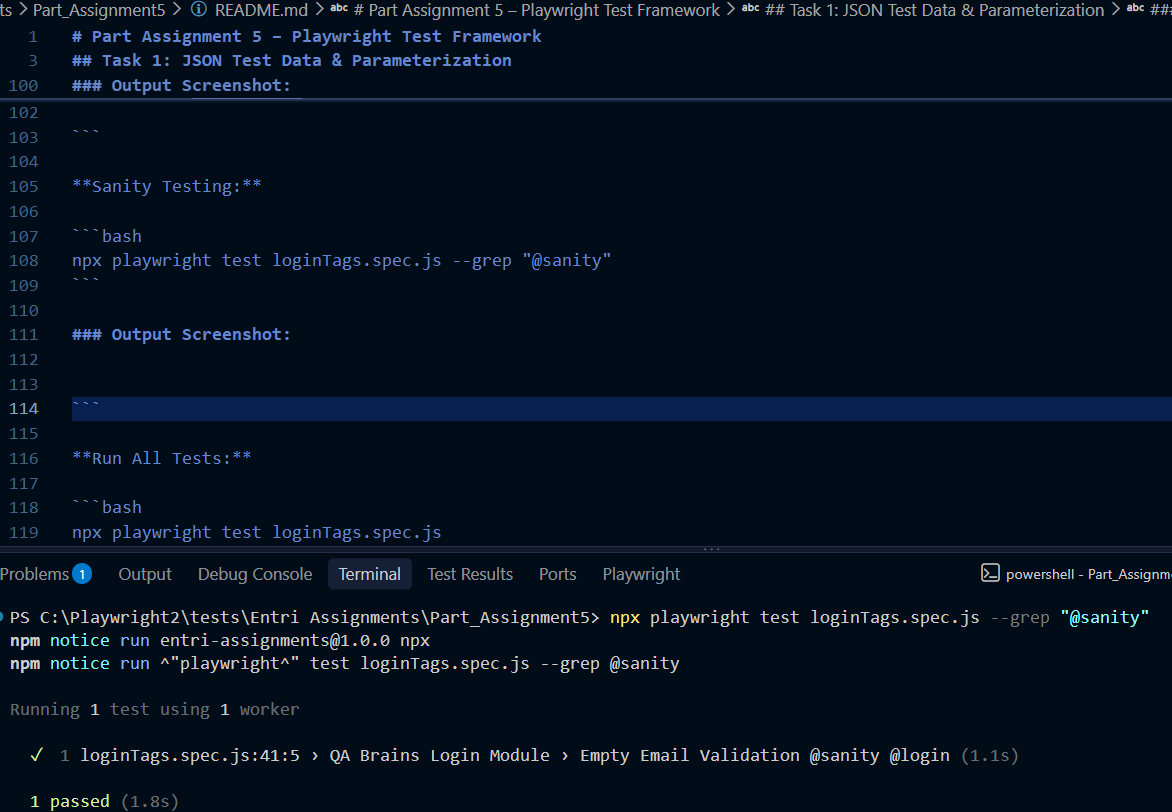 ts > Part_Assignment5 > README.md > # Part Assignment 5 – Playwright Test Framework > ## Task 1: JSON Test Data & Parameterization > ##
1 # Part Assignment 5 – Playwright Test Framework
3 ## Task 1: JSON Test Data & Parameterization
100 ### Output Screenshot:
102
103 ```
104
105 **Sanity Testing:**
106
107 ```bash
108 npx playwright test loginTags.spec.js --grep "@sanity"
109 ```
110
111 ### Output Screenshot:
112
113
114 ```
115
116 **Run All Tests:**
117
118 ```bash
119 npx playwright test loginTags.spec.js
Problems 1 Output Debug Console Terminal Test Results Ports Playwright powershell - Part_Assignm
PS C:\Playwright2\tests\Entri Assignments\Part_Assignment5> npx playwright test loginTags.spec.js --grep "@sanity"
npm notice run entri-assignments@1.0.0 npx
npm notice run ^"playwright^" test loginTags.spec.js --grep @sanity
Running 1 test using 1 worker
✓ 1 loginTags.spec.js:41:5 › QA Brains Login Module › Empty Email Validation @sanity @login (1.1s)
1 passed (1.8s)